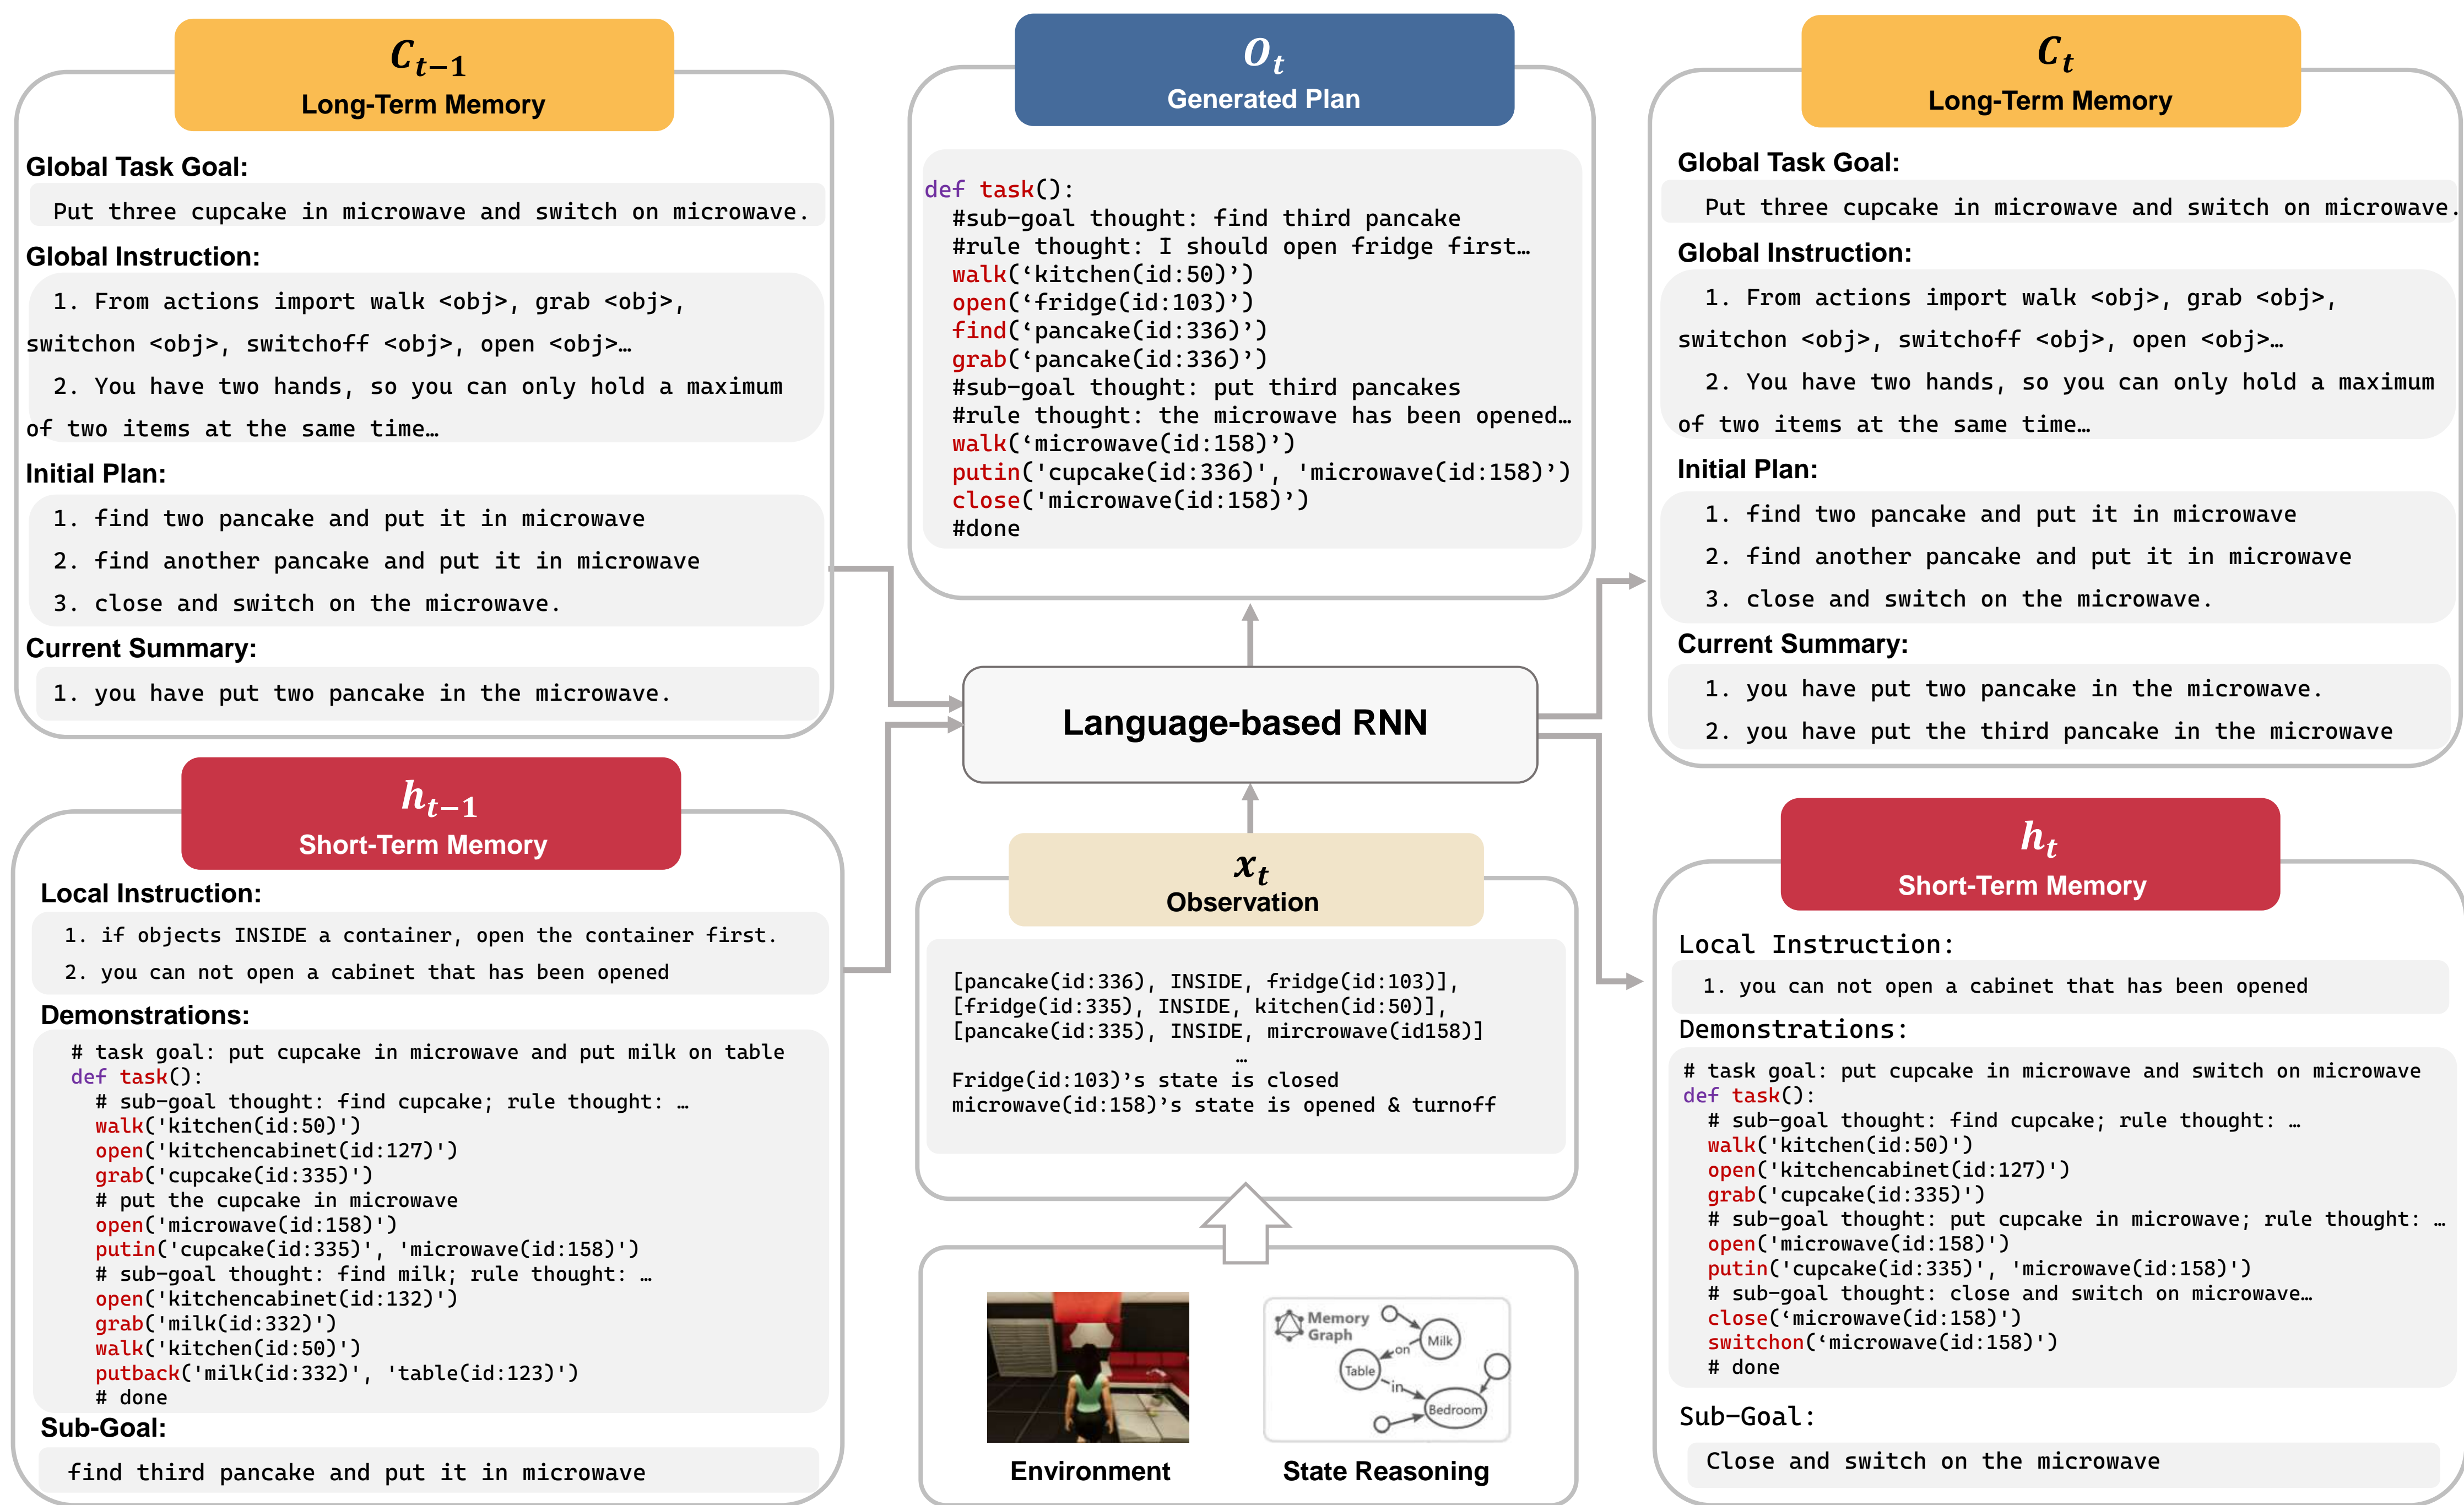 C_{t-1}
Long-Term Memory
Global Task Goal:
Put three cupcake in microwave and switch on microwave.
Global Instruction:
1. From actions import walk <obj>, grab <obj>,
switchon <obj>, switchoff <obj>, open <obj>…
2. You have two hands, so you can only hold a maximum
of two items at the same time…
Initial Plan:
1. find two pancake and put it in microwave
2. find another pancake and put it in microwave
3. close and switch on the microwave.
Current Summary:
1. you have put two pancake in the microwave.
h_{t-1}
Short-Term Memory
Local Instruction:
1. if objects INSIDE a container, open the container first.
2. you can not open a cabinet that has been opened
Demonstrations:
# task goal: put cupcake in microwave and put milk on table
def task():
# sub-goal thought: find cupcake; rule thought: …
walk('kitchen(id:50)')
open('kitchencabinet(id:127)')
grab('cupcake(id:335)')
# put the cupcake in microwave
open('microwave(id:158)')
putin('cupcake(id:335)', 'microwave(id:158)')
# sub-goal thought: find milk; rule thought: …
open('kitchencabinet(id:132)')
grab('milk(id:332)')
walk('kitchen(id:50)')
putback('milk(id:332)', 'table(id:123)')
# done
Sub-Goal:
find third pancake and put it in microwave
O_t
Generated Plan
def task():
#sub-goal thought: find third pancake
#rule thought: I should open fridge first…
walk(‘kitchen(id:50)’)
open(‘fridge(id:103)’)
find(‘pancake(id:336)’)
grab(‘pancake(id:336)’)
#sub-goal thought: put third pancakes
#rule thought: the microwave has been opened…
walk(‘microwave(id:158)’)
putin('cupcake(id:336)', 'microwave(id:158)’)
close('microwave(id:158)’)
#done
Language-based RNN
x_t
Observation
[pancake(id:336), INSIDE, fridge(id:103)],
[fridge(id:335), INSIDE, kitchen(id:50)],
[pancake(id:335), INSIDE, mircrowave(id158)]
…
Fridge(id:103)’s state is closed
microwave(id:158)’s state is opened & turnoff
Memory
Graph
Milk
on
Table
in
Bedroom
Environment
State Reasoning
C_t
Long-Term Memory
Global Task Goal:
Put three cupcake in microwave and switch on microwave.
Global Instruction:
1. From actions import walk <obj>, grab <obj>,
switchon <obj>, switchoff <obj>, open <obj>…
2. You have two hands, so you can only hold a maximum
of two items at the same time…
Initial Plan:
1. find two pancake and put it in microwave
2. find another pancake and put it in microwave
3. close and switch on the microwave.
Current Summary:
1. you have put two pancake in the microwave.
2. you have put the third pancake in the microwave
h_t
Short-Term Memory
Local Instruction:
1. you can not open a cabinet that has been opened
Demonstrations:
# task goal: put cupcake in microwave and switch on microwave
def task():
# sub-goal thought: find cupcake; rule thought: …
walk('kitchen(id:50)')
open('kitchencabinet(id:127)')
grab('cupcake(id:335)')
# sub-goal thought: put cupcake in microwave; rule thought: …
open('microwave(id:158)')
putin('cupcake(id:335)', 'microwave(id:158)')
# sub-goal thought: close and switch on microwave…
close(‘microwave(id:158)')
switchon(‘microwave(id:158)')
# done
Sub-Goal:
Close and switch on the microwave